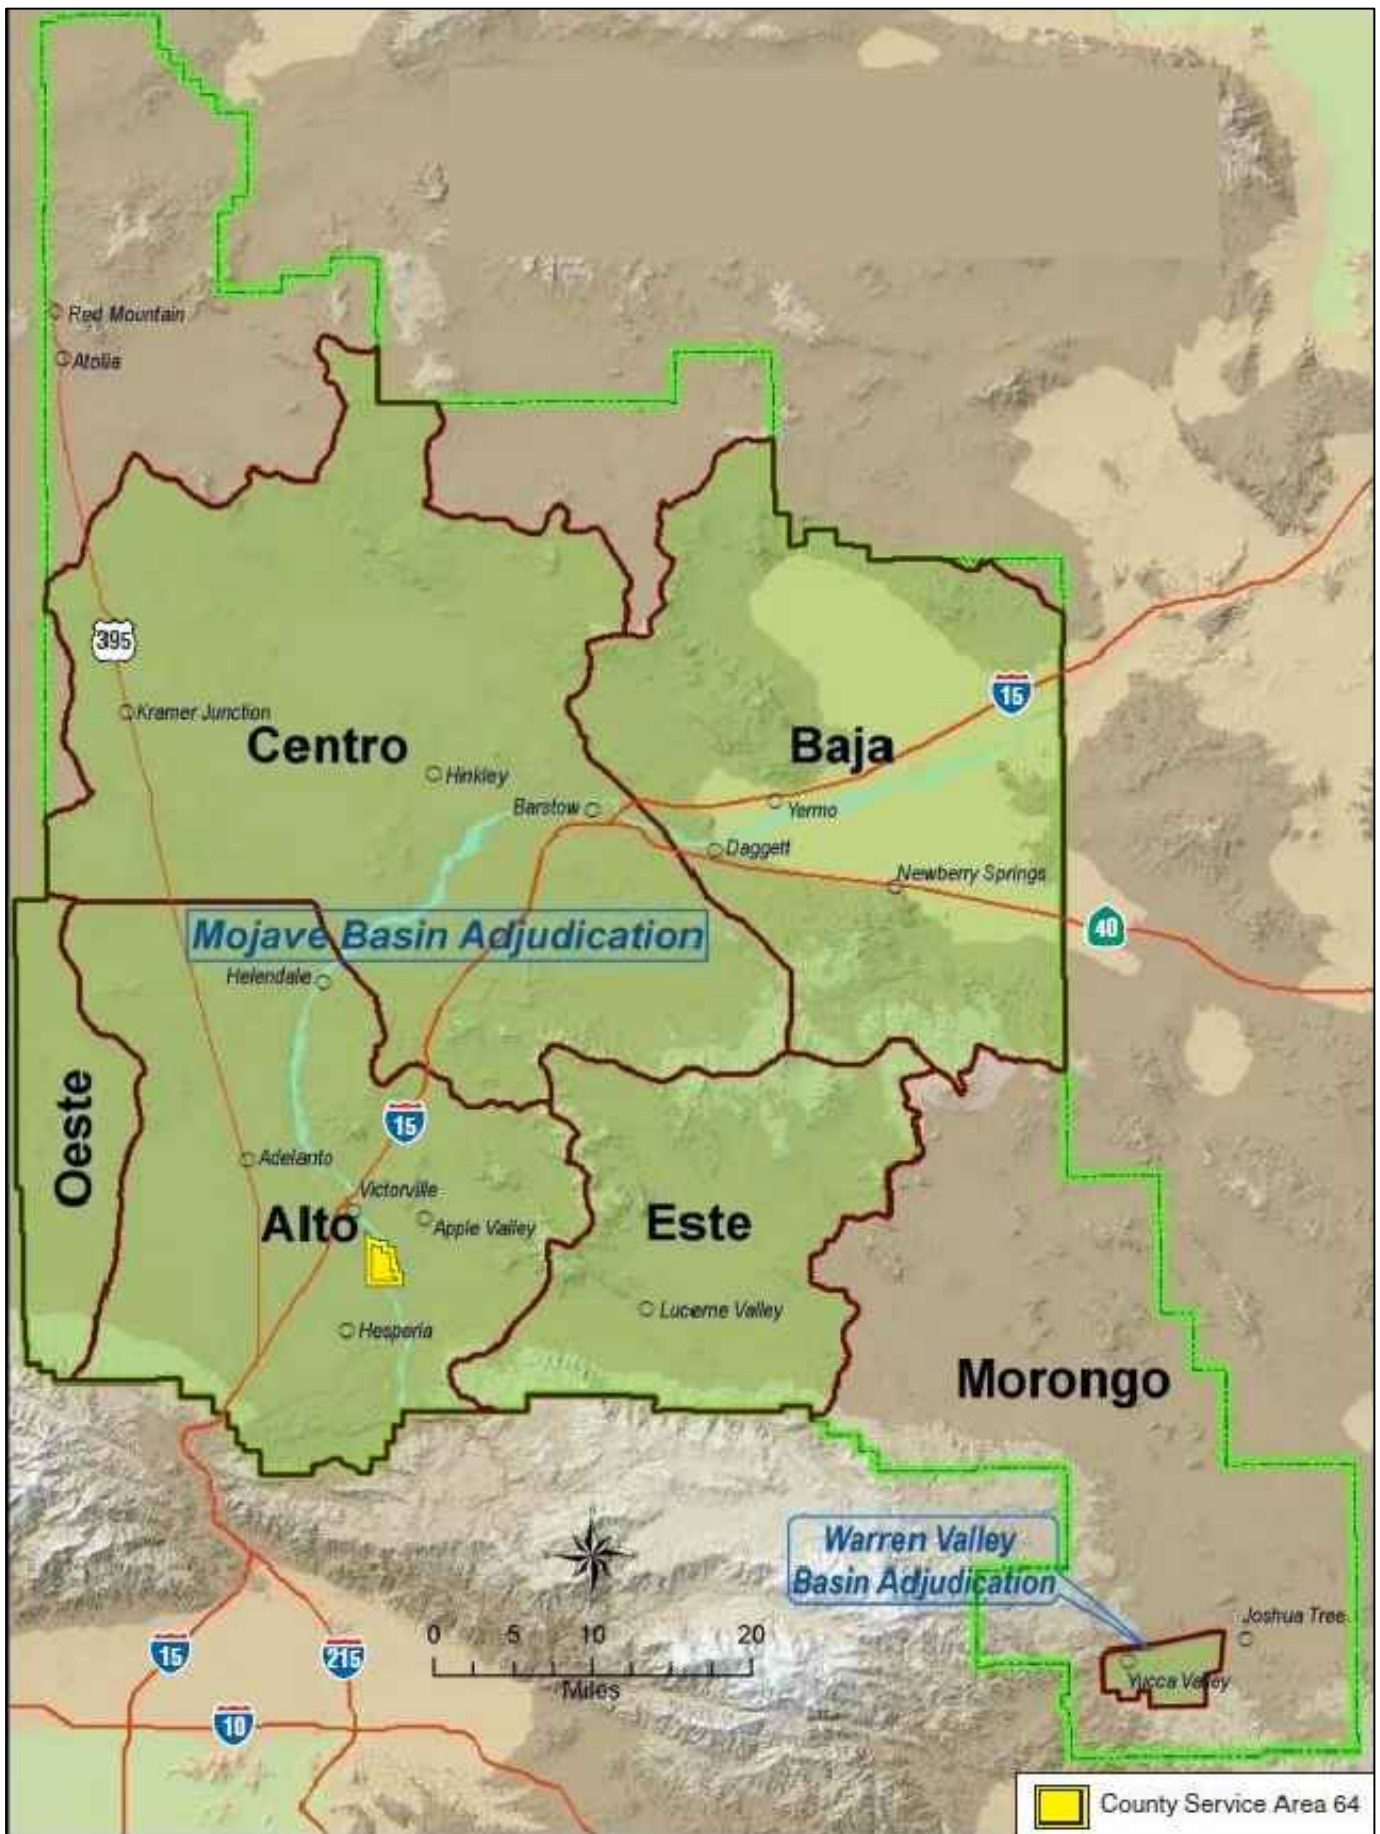 Red Mountain
Atolia
395
Kramer Junction
Centro
Hinkley
Barstow
Baja
15
Yermo
Daggett
Newberry Springs
40
Mojave Basin Adjudication
Helendale
Oeste
15
Adelanto
Victorville
Alto
Apple Valley
Este
Lucerne Valley
Hesperia
Morongo
Warren Valley
Basin Adjudication
Joshua Tree
Yucca Valley
0 5 10 20
Miles
15
215
10
County Service Area 64